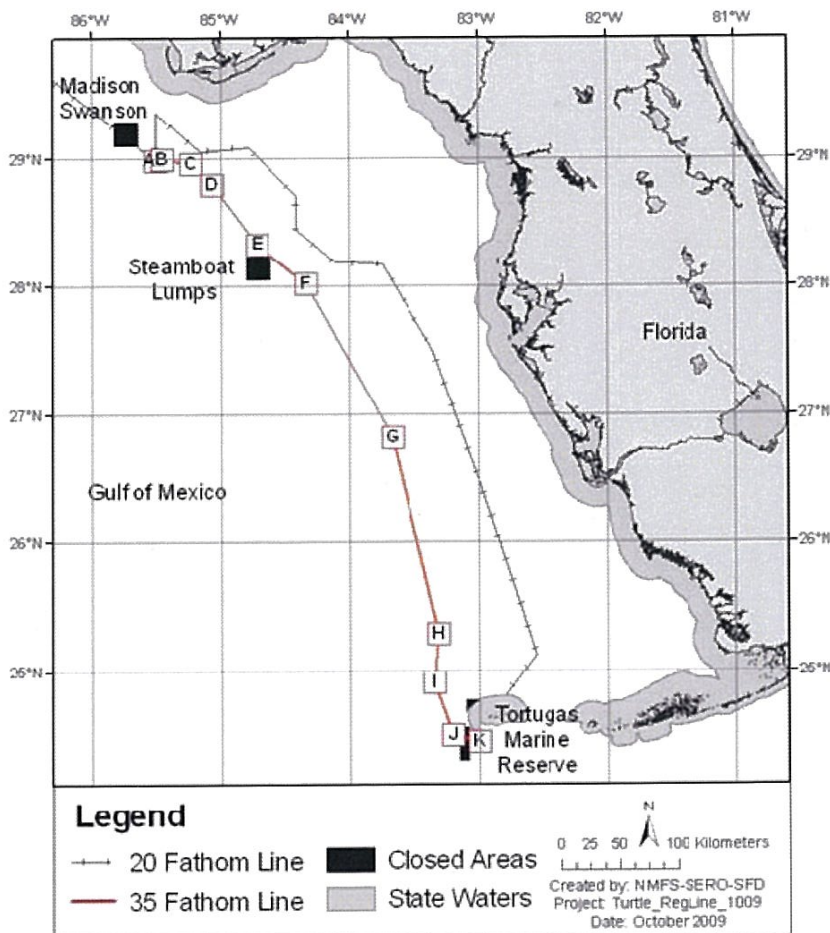 86°W 85°W 84°W 83°W 82°W 81°W
Madison
Swanson
29°N 29°N
A B C
D
E
Steamboat
Lumps
F
28°N 28°N
Florida
27°N 27°N
G
Gulf of Mexico
26°N 26°N
H
I
25°N 25°N
J K
Tortugas
Marine
Reserve
Legend
20 Fathom Line
35 Fathom Line
Closed Areas
State Waters
N
0 25 50 100 Kilometers
Created by: NMFS-SERO-SFD
Project: Turtle_RegLine_1009
Date: October 2009